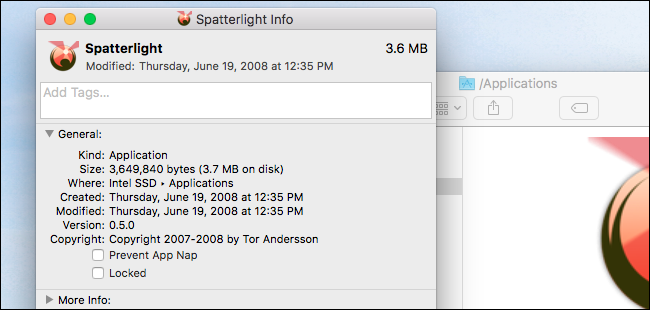 Spatterlight Info
Spatterlight 3.6 MB
Modified: Thursday, June 19, 2008 at 12:35 PM
Add Tags...
/Applications
General:
Kind: Application
Size: 3,649,840 bytes (3.7 MB on disk)
Where: Intel SSD ▸ Applications
Created: Thursday, June 19, 2008 at 12:35 PM
Modified: Thursday, June 19, 2008 at 12:35 PM
Version: 0.5.0
Copyright: Copyright 2007-2008 by Tor Andersson
Prevent App Nap
Locked
More Info: